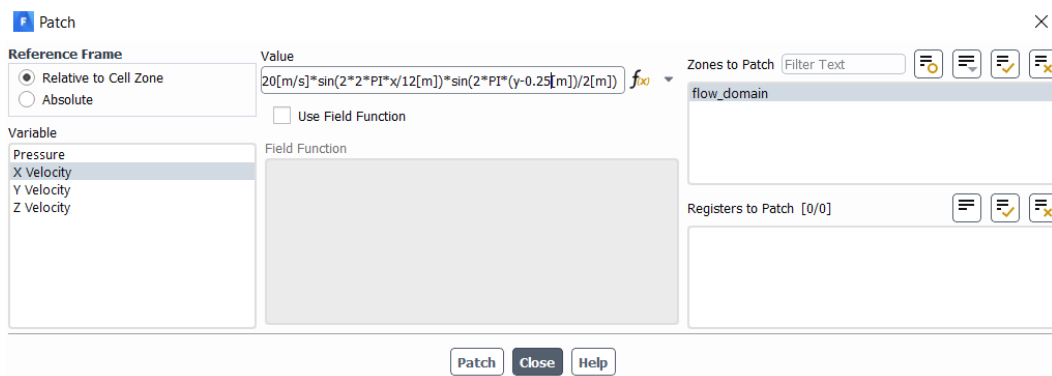 Patch
Reference Frame
Relative to Cell Zone
Absolute
Variable
Pressure
X Velocity
Y Velocity
Z Velocity
Value
20[m/s]*sin(2*2*PI*x/12[m])*sin(2*PI*(y-0.25[m])/2[m])
Use Field Function
Field Function
Zones to Patch Filter Text
flow_domain
Registers to Patch [0/0]
Patch Close Help